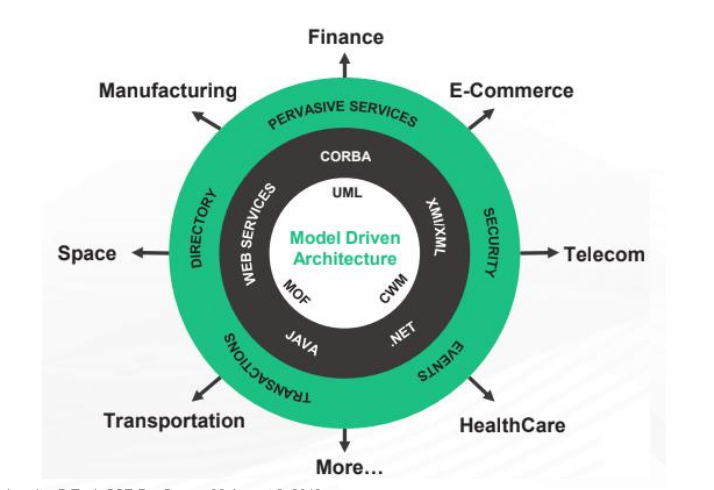 Finance
Manufacturing
E-Commerce
PERVASIVE SERVICES
CORBA
UML
DIRECTORY
WEB SERVICES
XMI/XML
SECURITY
Model Driven
Architecture
Space
Telecom
MOF
CWM
JAVA
.NET
TRANSACTIONS
EVENTS
Transportation
HealthCare
More...